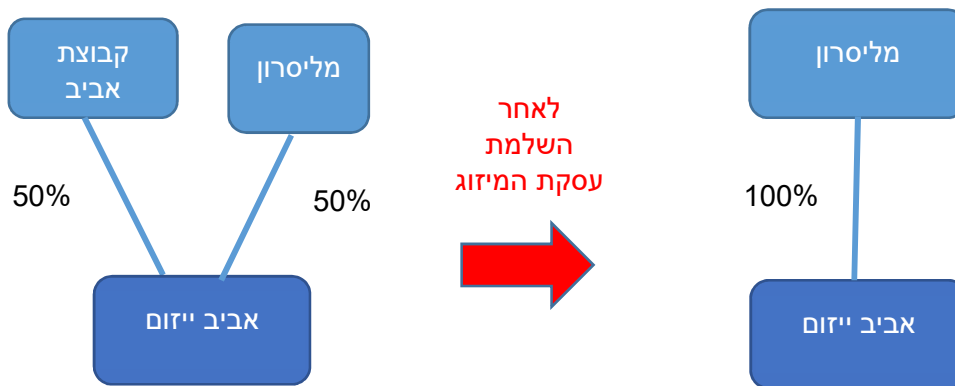 קבוצת
אביב
מליסרון
50%
50%
אביב ייזום
לאחר
השלמת
עסקת המיזוג
מליסרון
100%
אביב ייזום